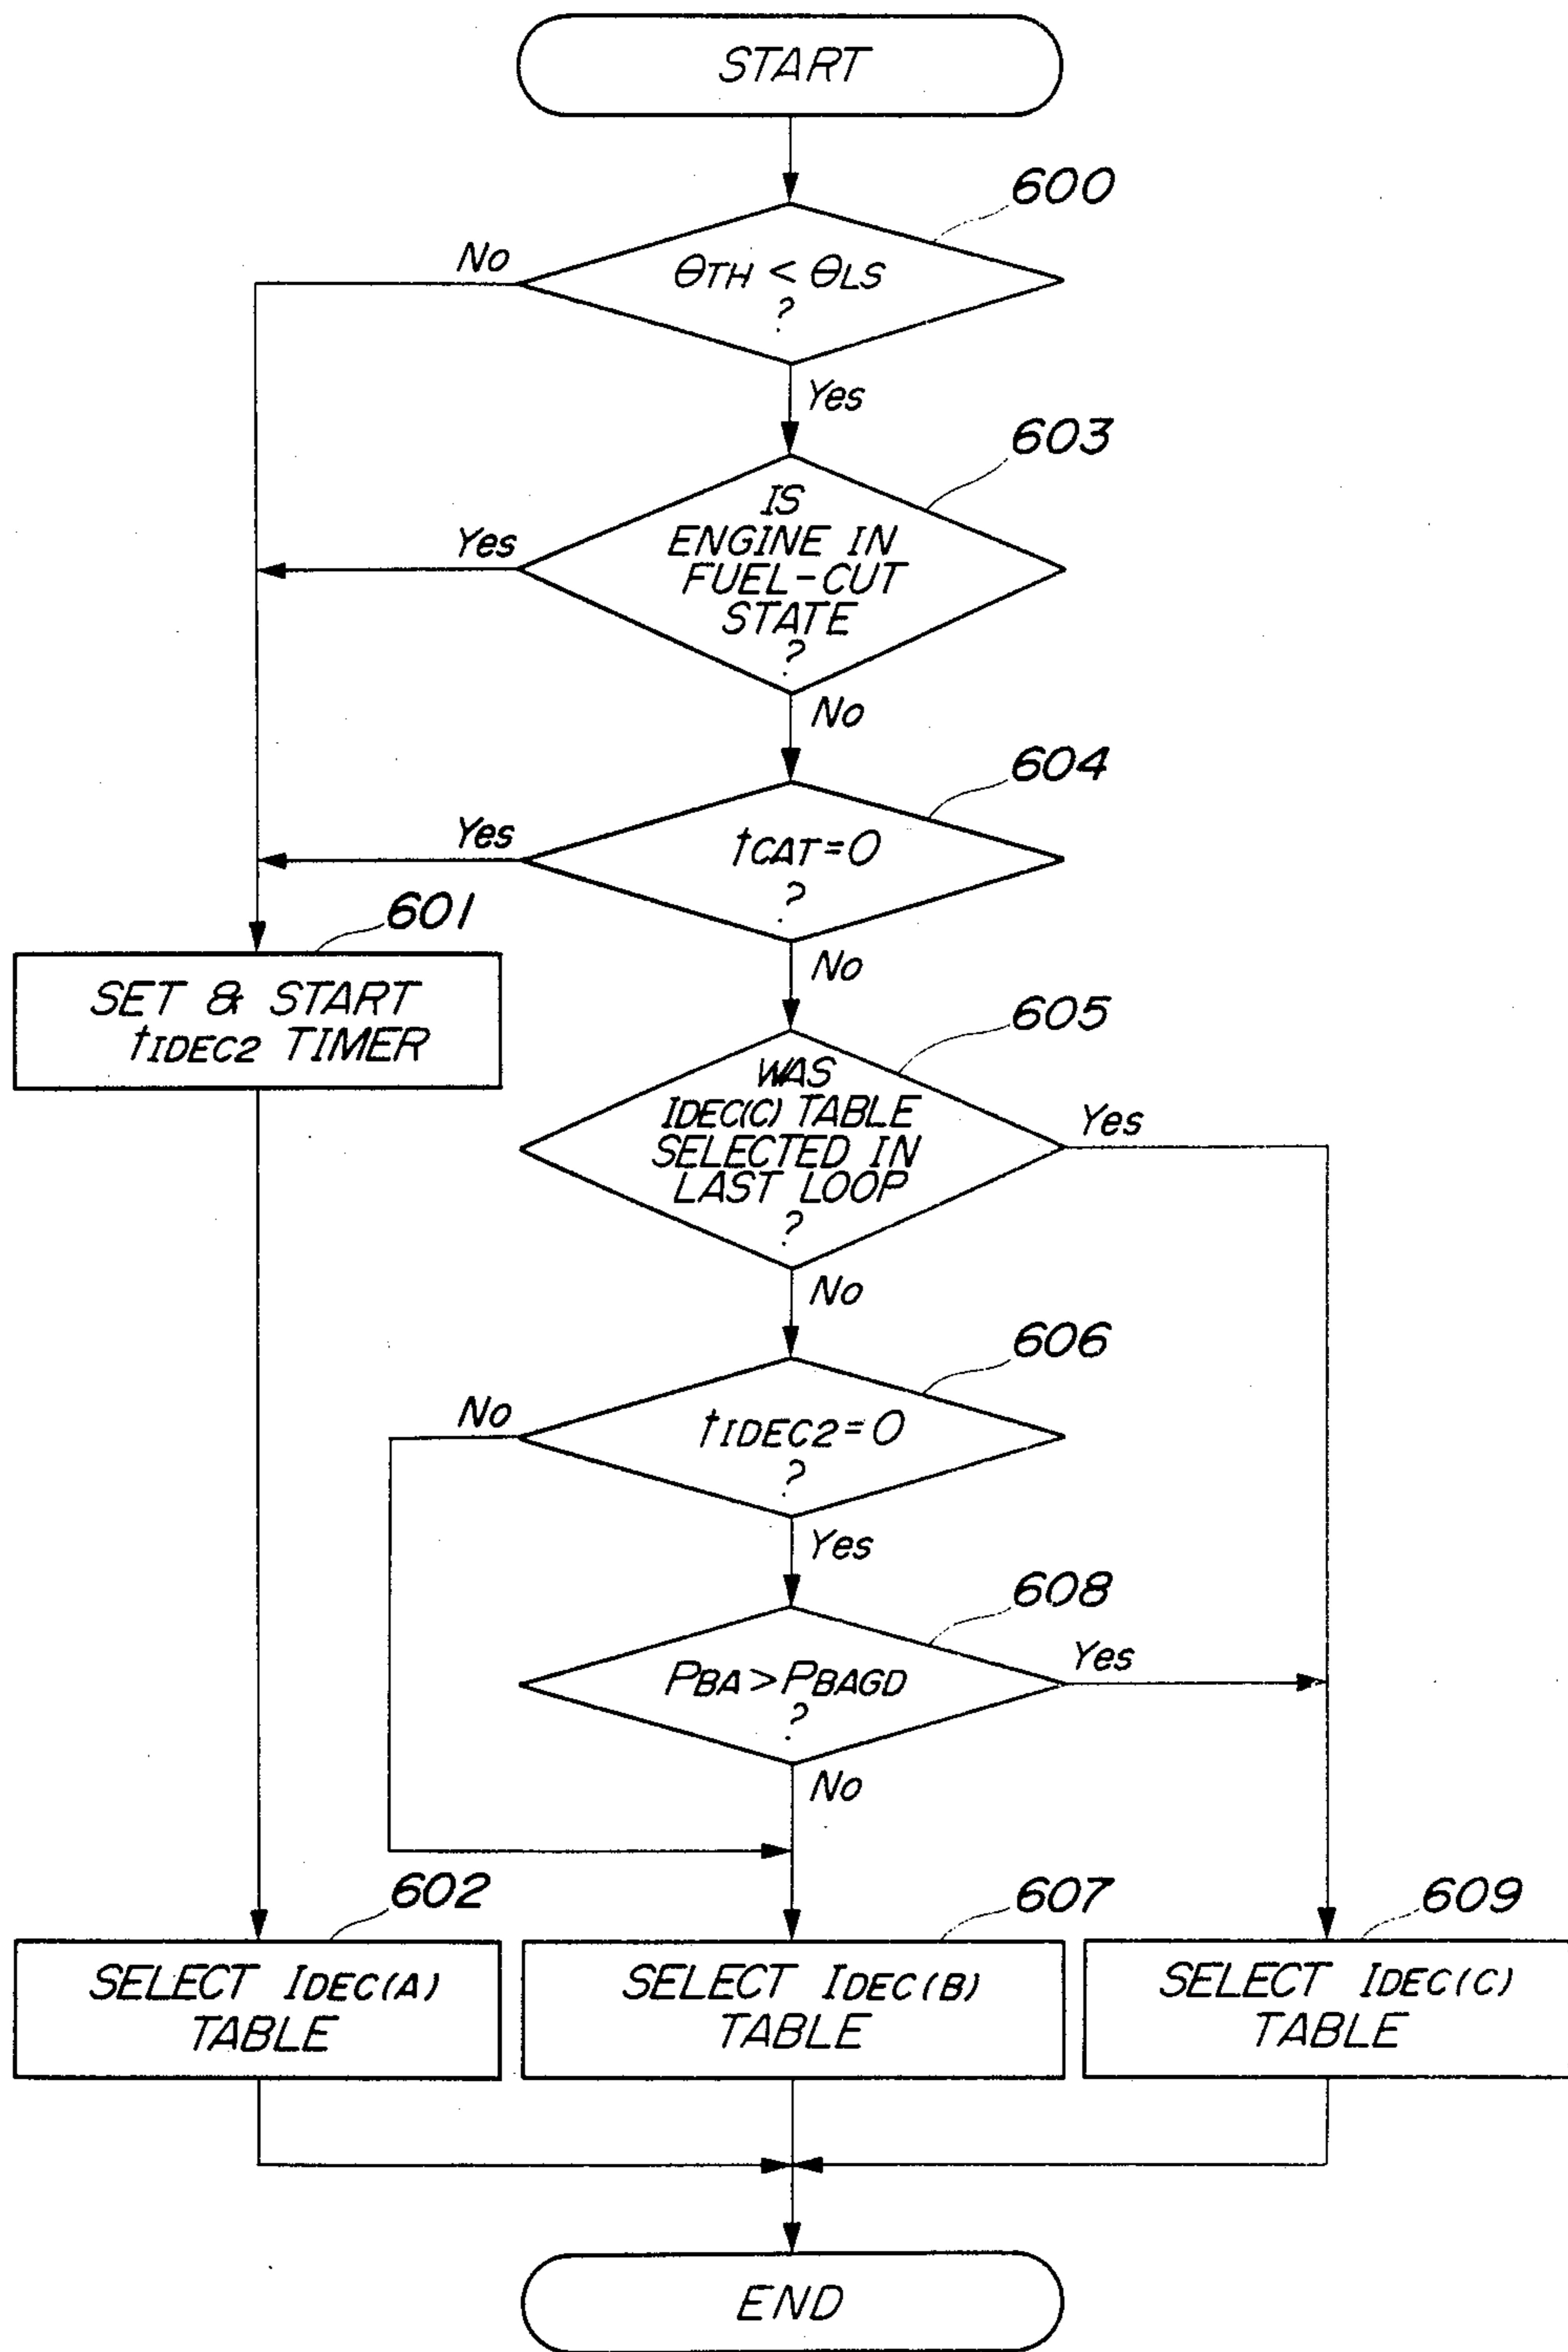 START
600
θTH < θLS
?
No
Yes
603
IS
ENGINE IN
FUEL-CUT
STATE
?
Yes
No
604
tCAT=0
?
Yes
No
601
SET & START
tIDEC2 TIMER
605
WAS
IDEC(C) TABLE
SELECTED IN
LAST LOOP
?
Yes
No
606
tIDEC2=0
?
No
Yes
608
PBA>PBAGD
?
Yes
No
602
SELECT IDEC(A)
TABLE
607
SELECT IDEC(B)
TABLE
609
SELECT IDEC(C)
TABLE
END